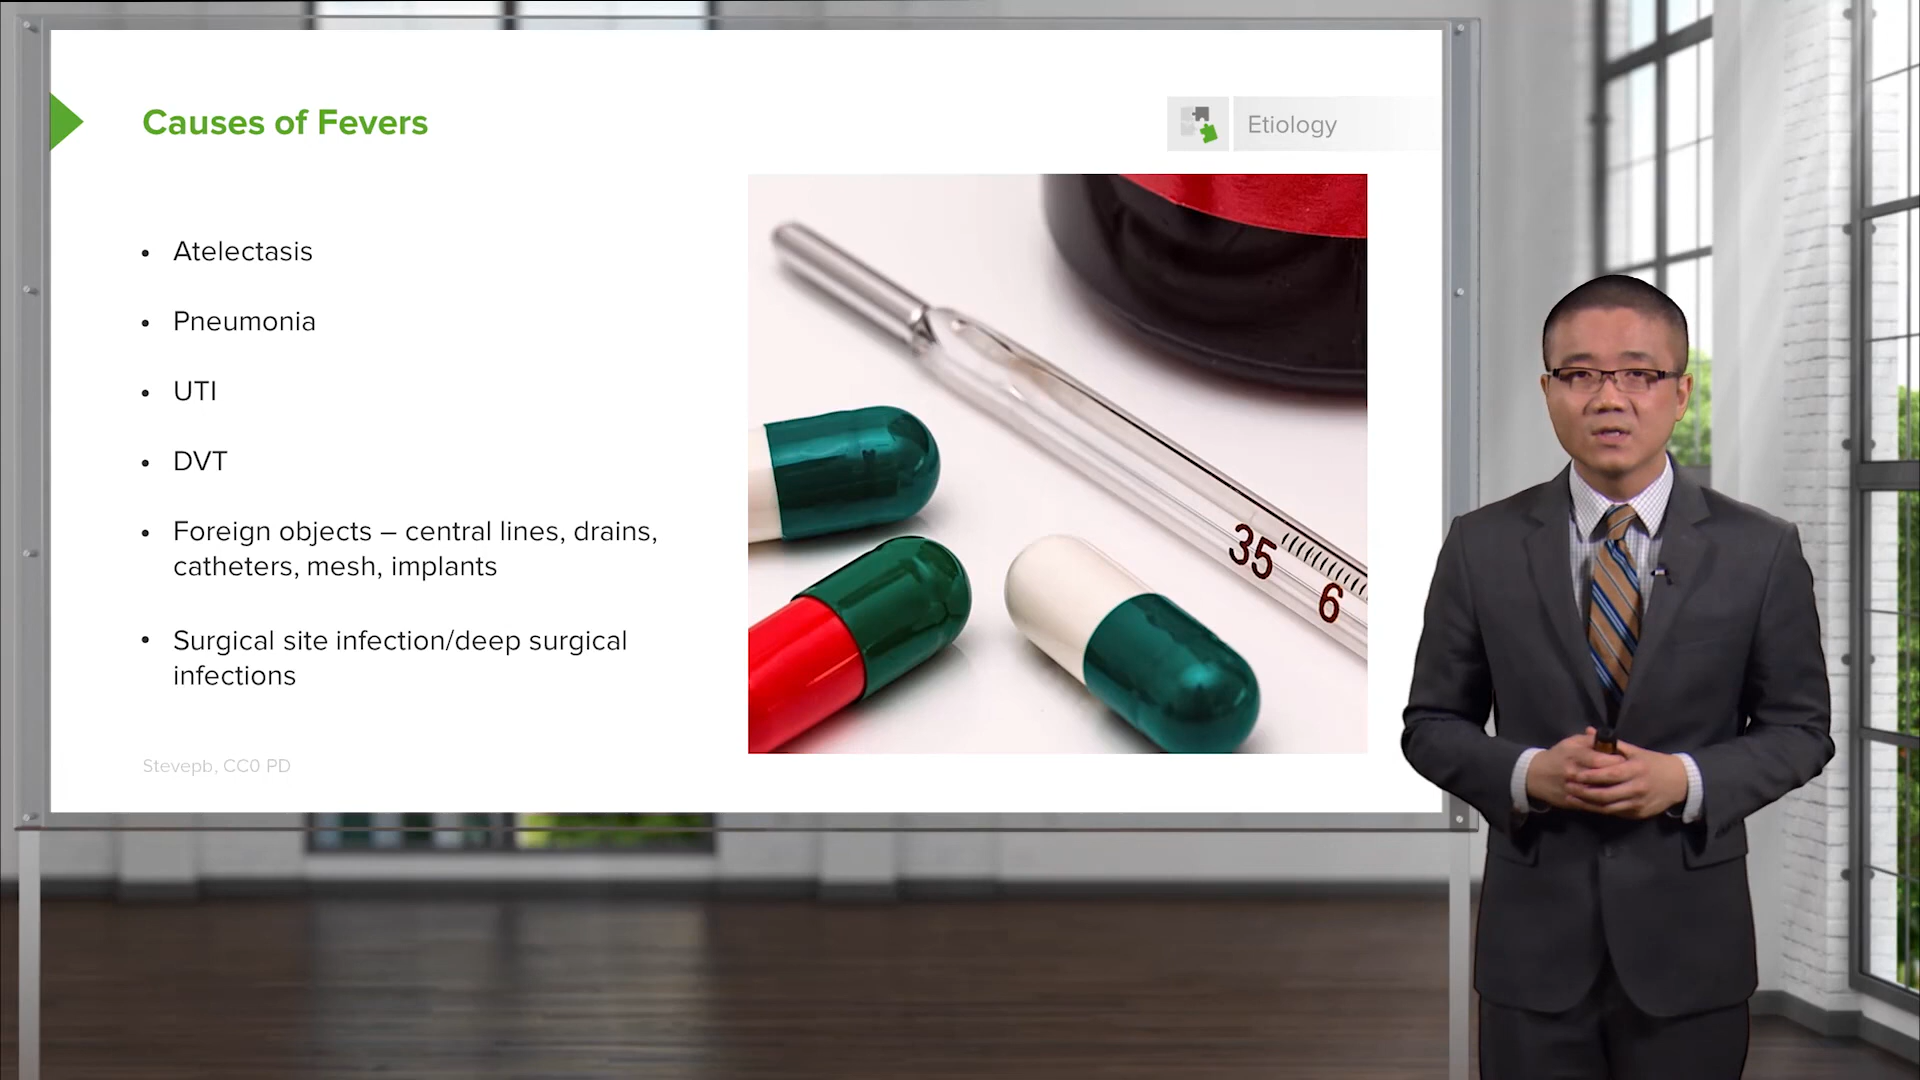 Causes of Fevers
Etiology
• Atelectasis
• Pneumonia
• UTI
• DVT
• Foreign objects – central lines, drains,
catheters, mesh, implants
• Surgical site infection/deep surgical
infections
35
6
Stevepb, CC0 PD